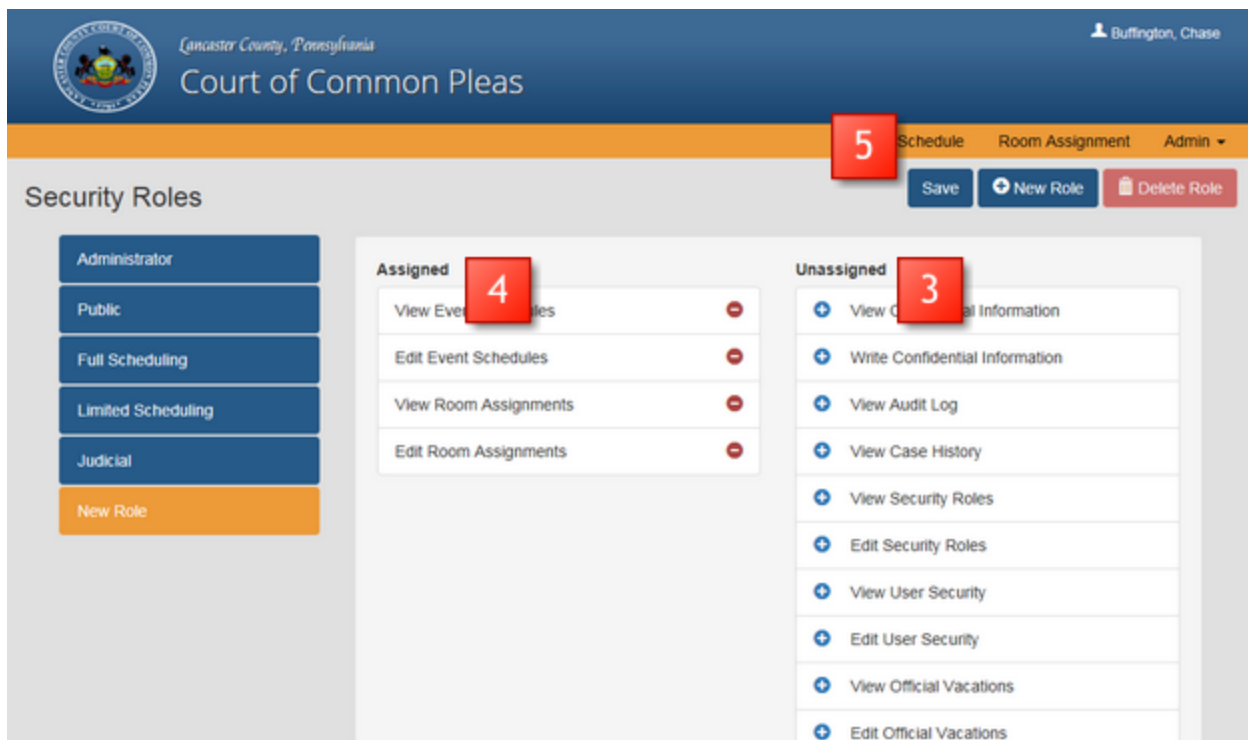 Lancaster County, Pennsylvania
Court of Common Pleas
Buffington, Chase
5
Schedule Room Assignment Admin
Security Roles
Save New Role Delete Role
Administrator
Public
Full Scheduling
Limited Scheduling
Judicial
New Role
Assigned
4
View Event les
Edit Event Schedules
View Room Assignments
Edit Room Assignments
Unassigned
3
View al Information
Write Confidential Information
View Audit Log
View Case History
View Security Roles
Edit Security Roles
View User Security
Edit User Security
View Official Vacations
Edit Official Vacations